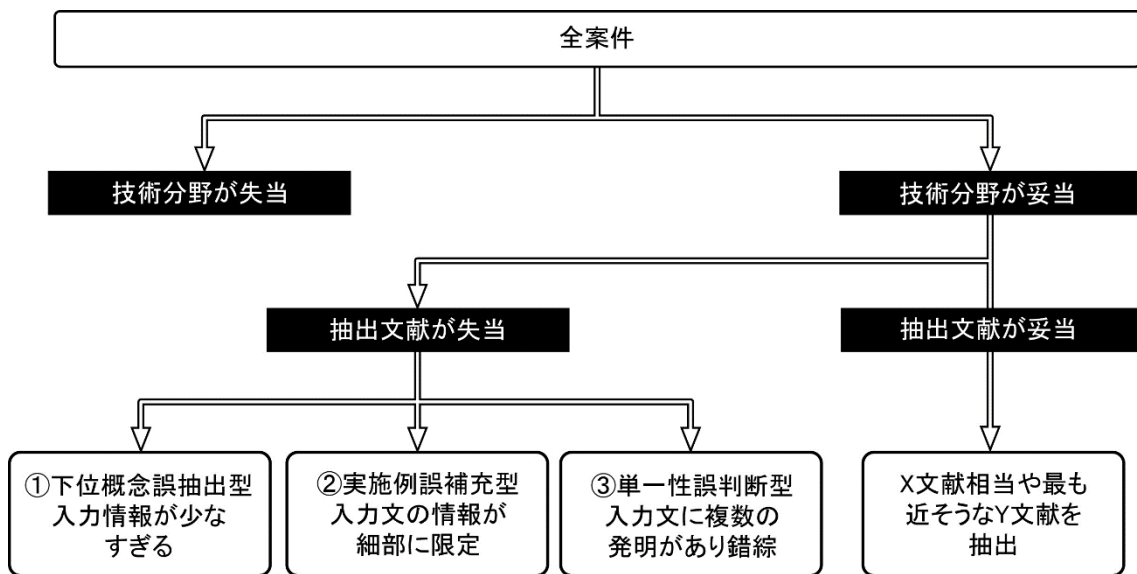 全案件
技術分野が失当
技術分野が妥当
抽出文献が失当
抽出文献が妥当
①下位概念誤抽出型
入力情報が少な
すぎる
②実施例誤補充型
入力文の情報が
細部に限定
③単一性誤判断型
入力文に複数の
発明があり錯綜
X文献相当や最も
近そうなY文献を
抽出